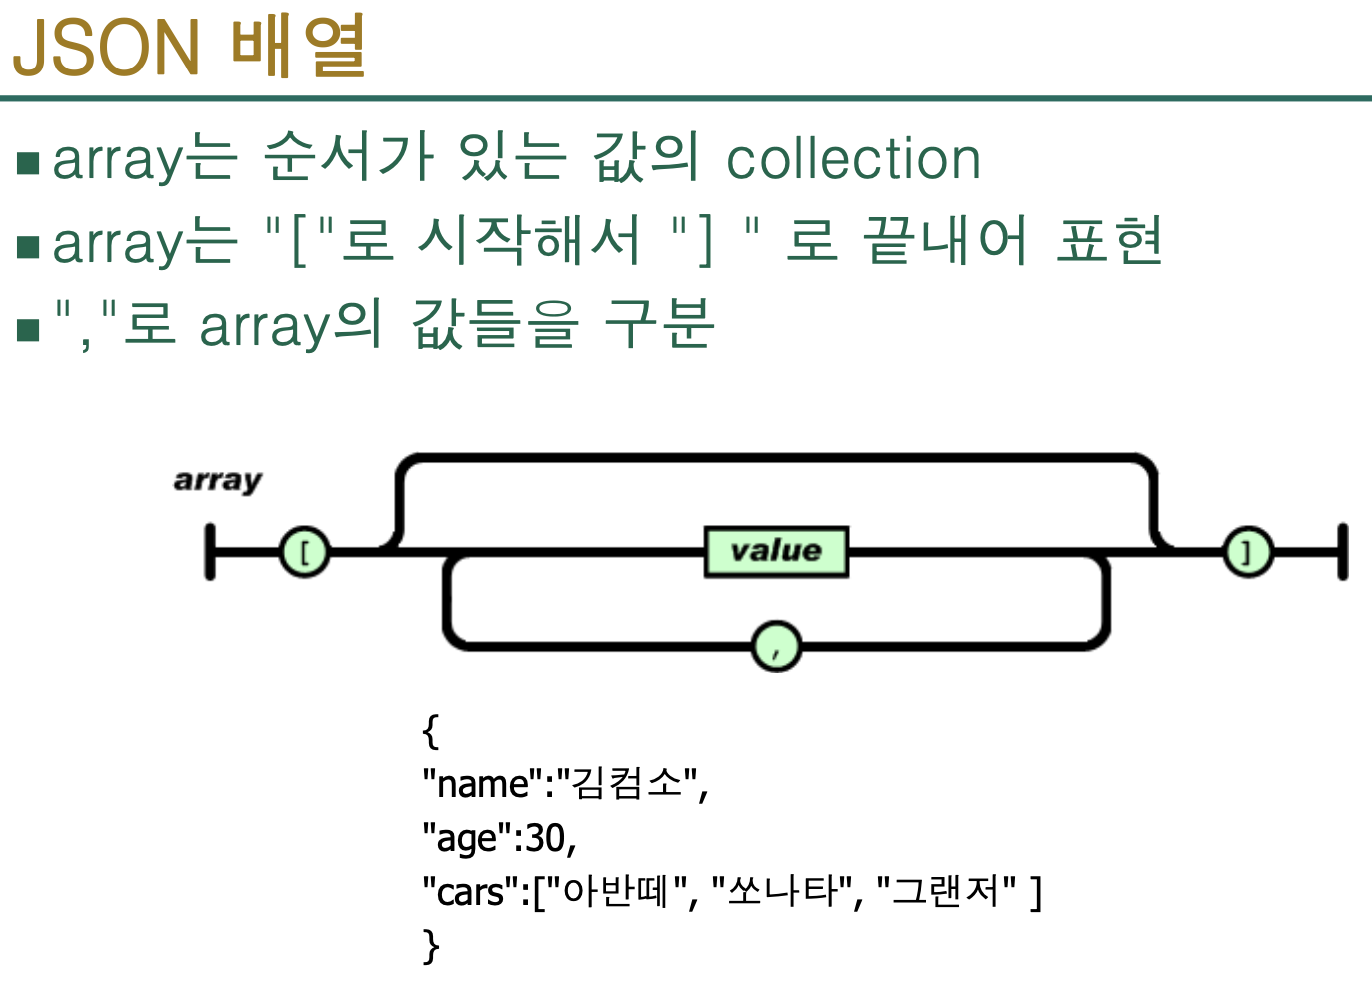 JSON 배열
■ array는 순서가 있는 값의 collection
■ array는 "["로 시작해서 "] " 로 끝내어 표현
■ ","로 array의 값들을 구분
array
[
value
]
,
{
"name":"김컴소",
"age":30,
"cars":["아반떼", "쏘나타", "그랜저" ]
}